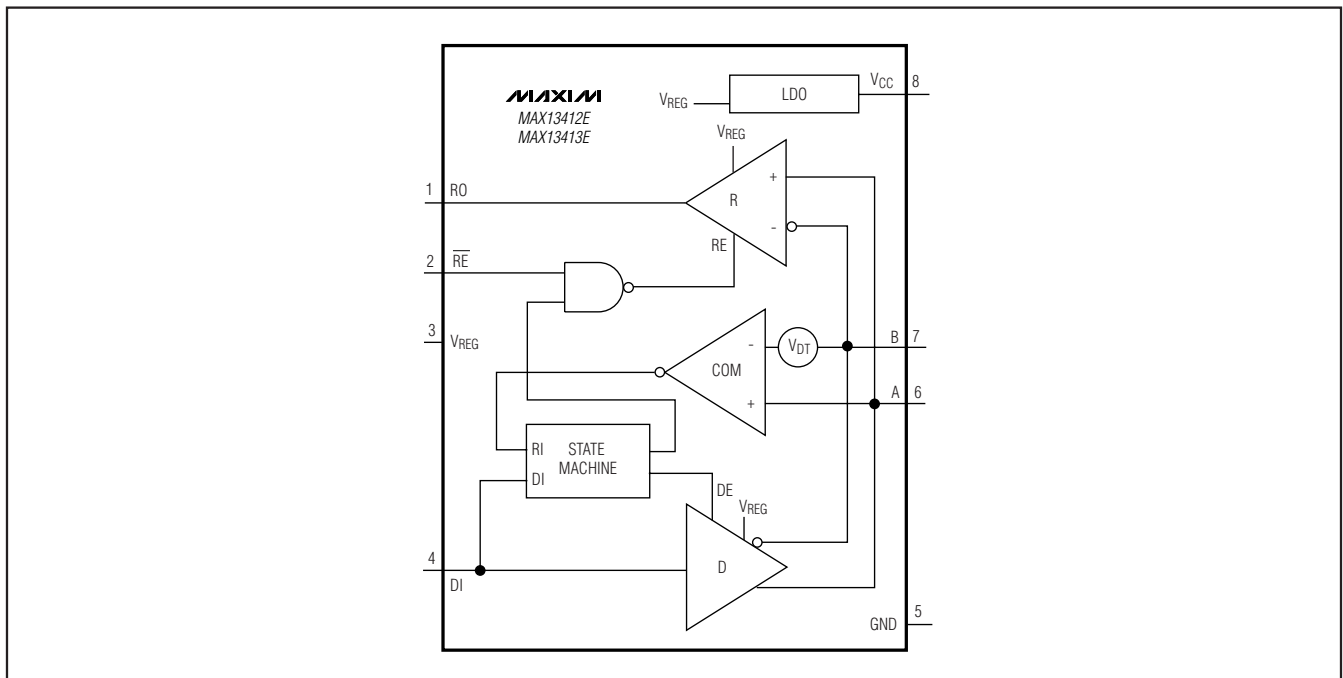 MAXIM
MAX13412E
MAX13413E
VREG
LDO
VCC
8
VREG
+
R
-
RE
1
RO
2
RE
3
VREG
-
VDT
B
7
COM
+
A
6
RI
STATE
MACHINE
DI
DE
VREG
4
DI
D
GND
5